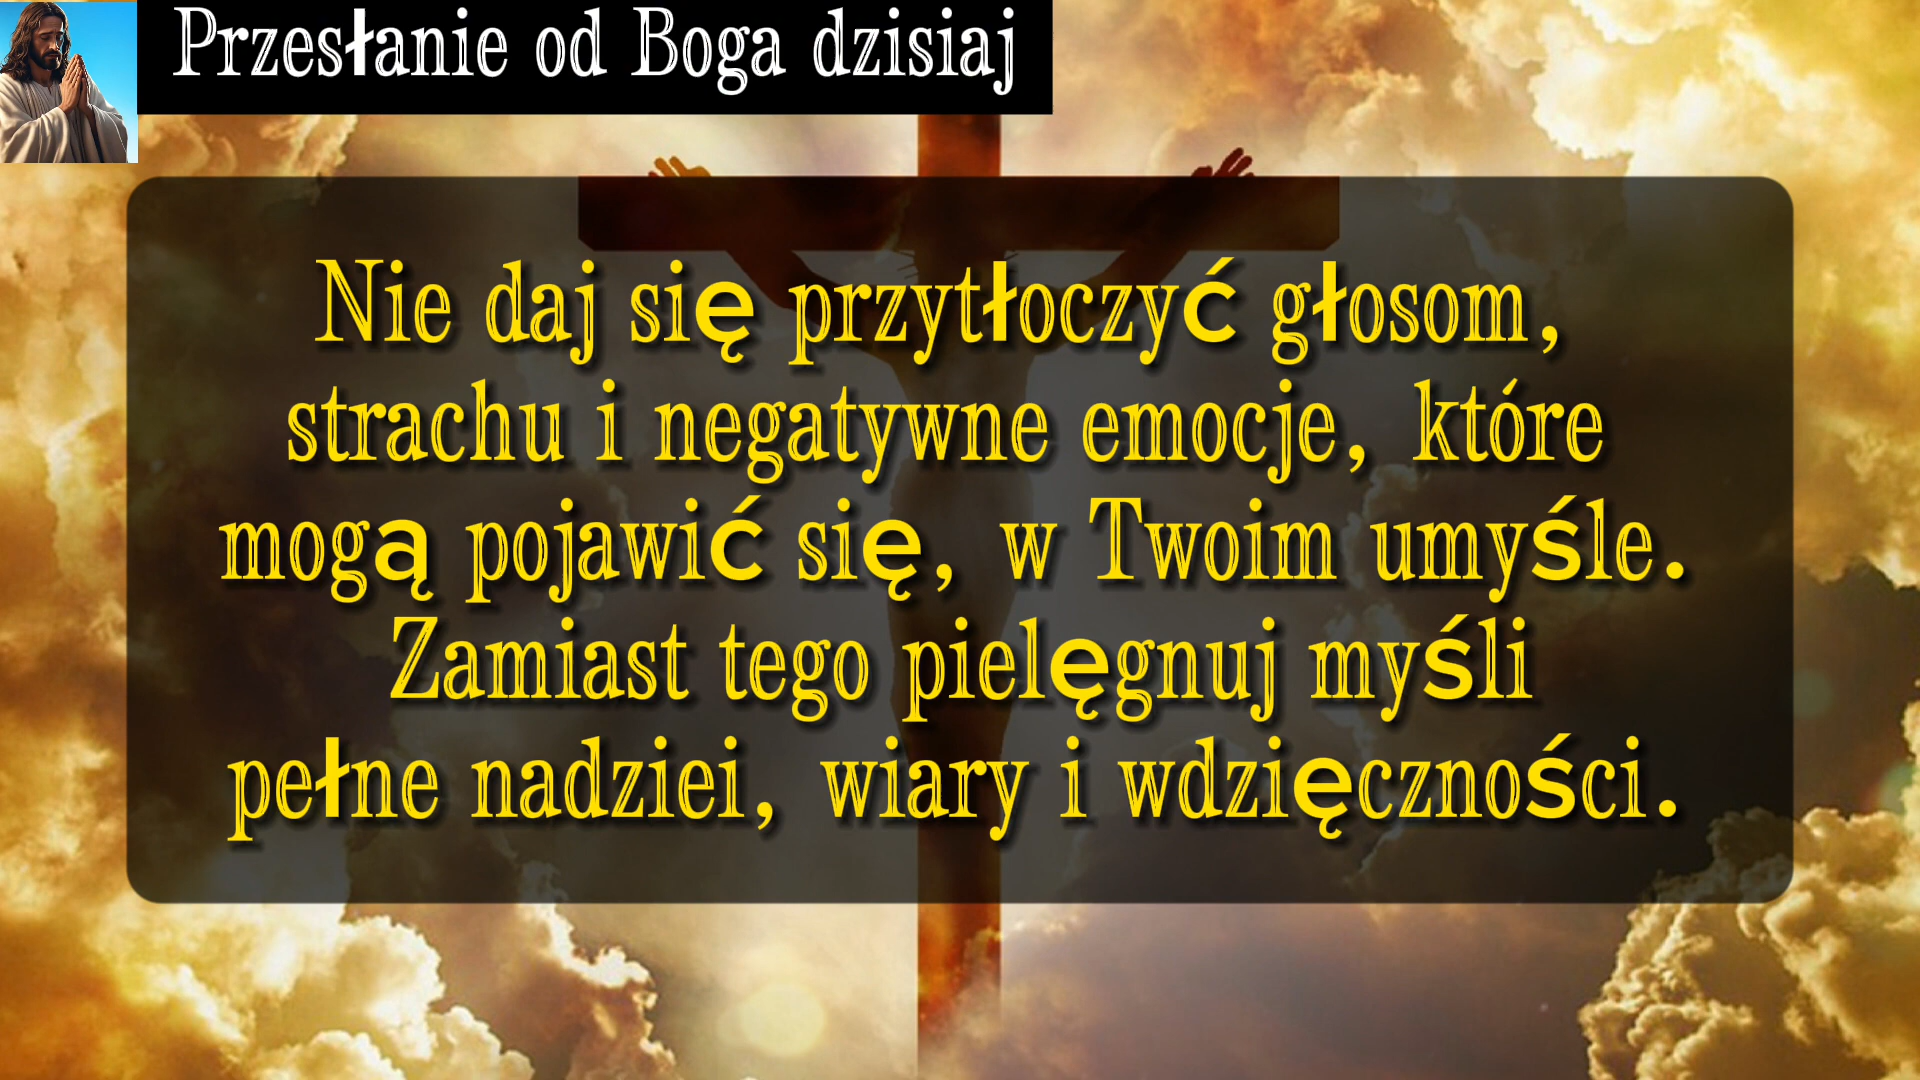 Przesłanie od Boga dzisiaj
Nie daj się przytłoczyć głosom,
strachu i negatywne emocje, które
mogą pojawić się, w Twoim umyśle.
Zamiast tego pielęgnuj myśli
pełne nadziei, wiary i wdzięczności.